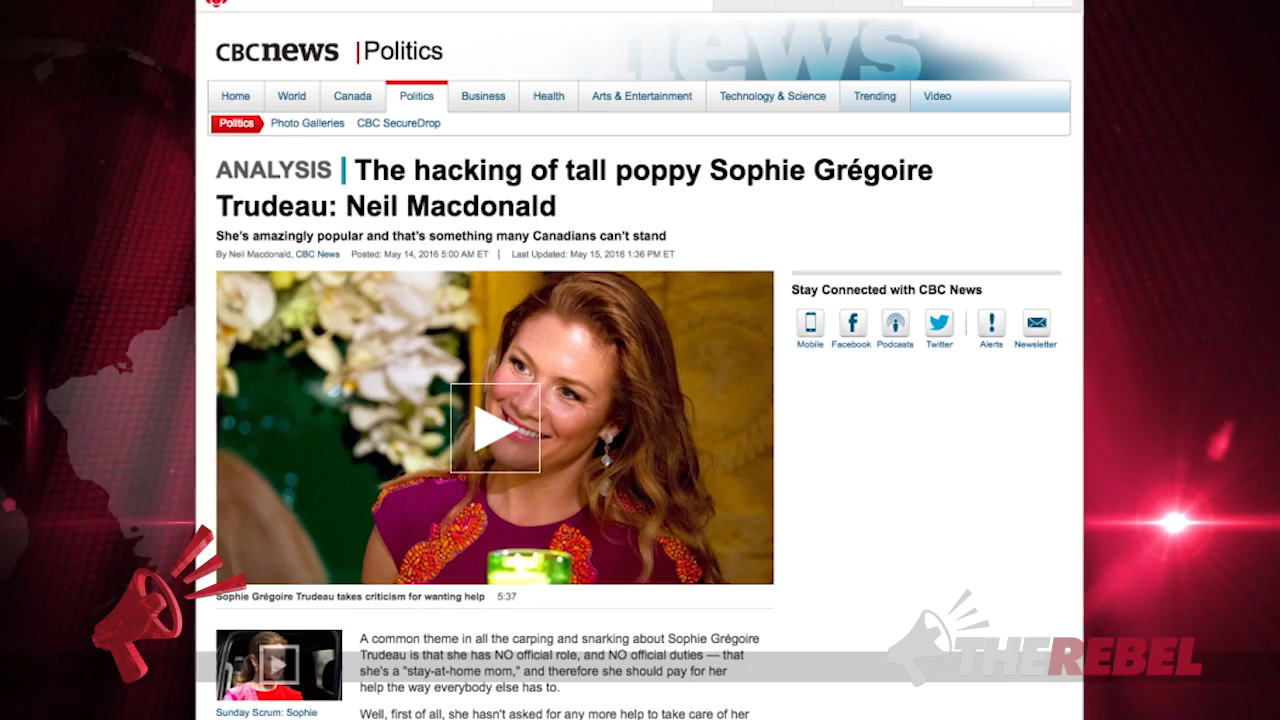 news
CBCnews | Politics
Home World Canada Politics Business Health Arts & Entertainment Technology & Science Trending Video
Politics Photo Galleries CBC SecureDrop
ANALYSIS | The hacking of tall poppy Sophie Grégoire
Trudeau: Neil Macdonald
She's amazingly popular and that's something many Canadians can't stand
By Neil Macdonald, CBC News Posted: May 14, 2016 5:00 AM ET | Last Updated: May 15, 2016 1:36 PM ET
Stay Connected with CBC News
Mobile Facebook Podcasts Twitter Alerts Newsletter
Sophie Grégoire Trudeau takes criticism for wanting help 5:37
A common theme in all the carping and snarking about Sophie Grégoire
Trudeau is that she has NO official role, and NO official duties — that
she's a "stay-at-home mom," and therefore she should pay for her
help the way everybody else has to.
Sunday Scrum: Sophie
Well, first of all, she hasn't asked for any more help to take care of her
THEREBEL